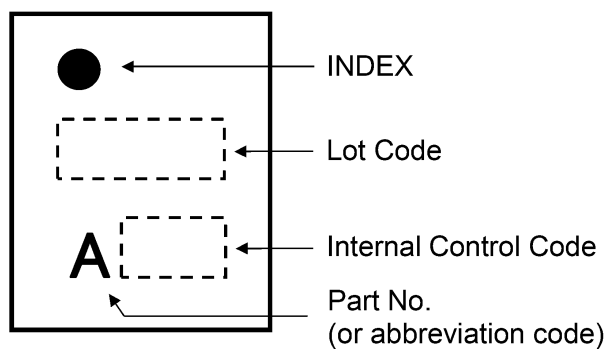 INDEX
Lot Code
A
Internal Control Code
Part No.
(or abbreviation code)